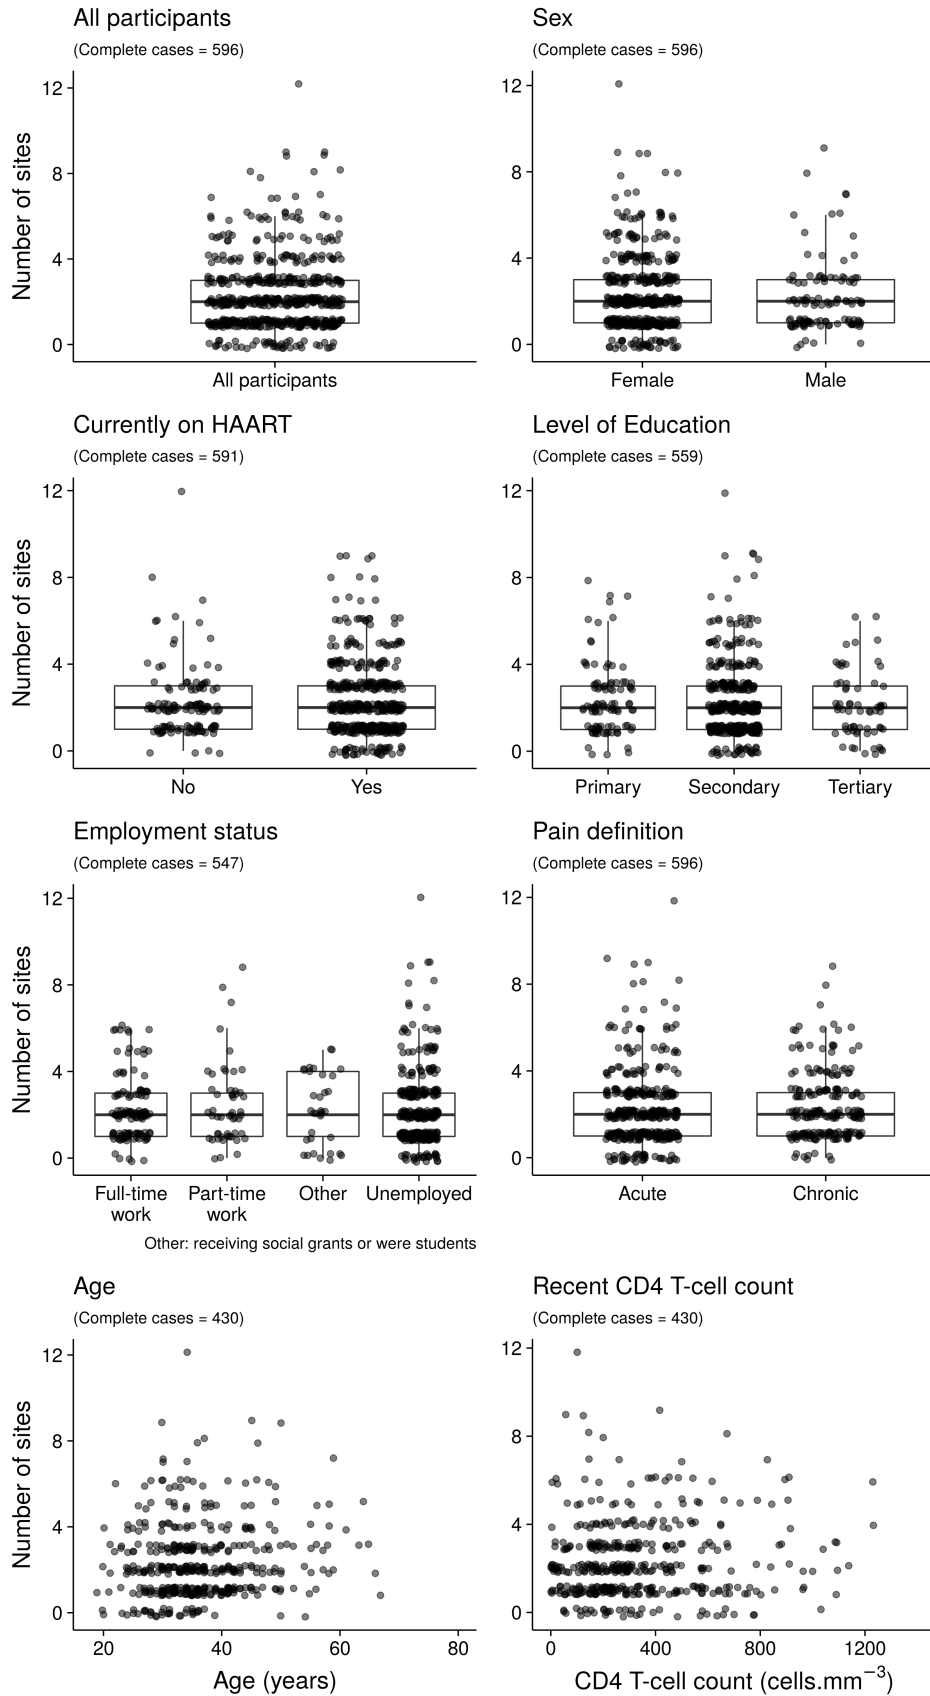 All participants
(Complete cases = 596)
12
8
4
0
Number of sites
All participants
Sex
(Complete cases = 596)
12
8
4
0
Female Male
Currently on HAART
(Complete cases = 591)
12
8
4
0
Number of sites
No Yes
Level of Education
(Complete cases = 559)
12
8
4
0
Primary Secondary Tertiary
Employment status
(Complete cases = 547)
12
8
4
0
Number of sites
Full-time Part-time Other Unemployed
work work
Other: receiving social grants or were students
Pain definition
(Complete cases = 596)
12
8
4
0
Acute Chronic
Age
(Complete cases = 430)
12
8
4
0
Number of sites
20 40 60 80
Age (years)
Recent CD4 T-cell count
(Complete cases = 430)
12
8
4
0
0 400 800 1200
CD4 T-cell count (cells.mm⁻³)